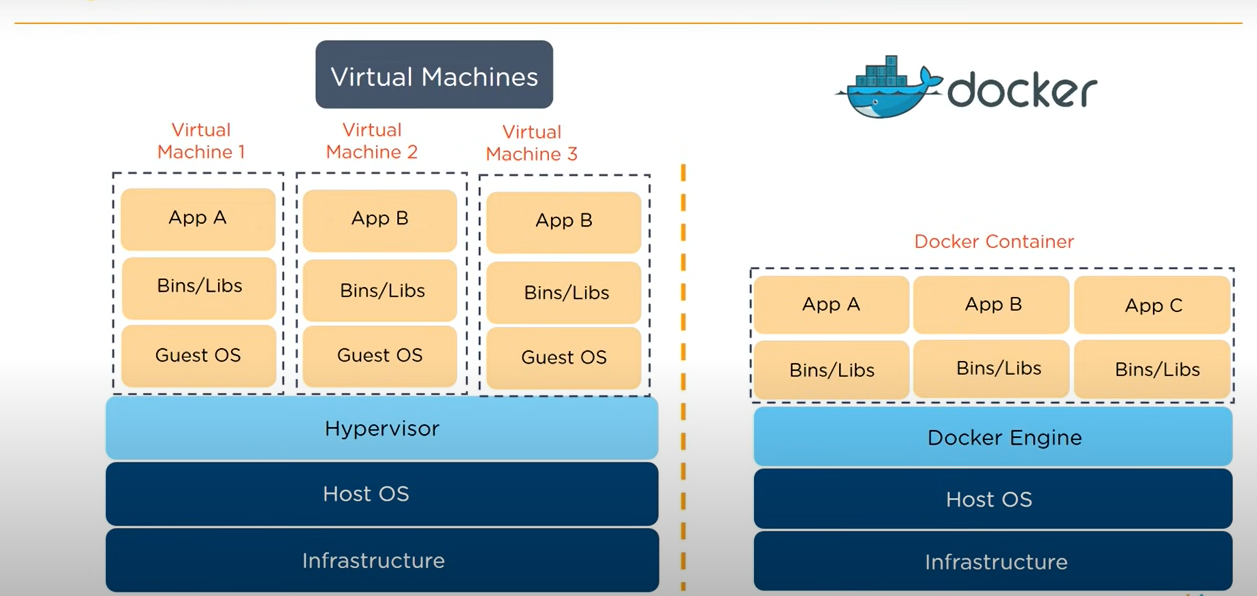 Virtual Machines
Virtual
Machine 1
Virtual
Machine 2
Virtual
Machine 3
App A
App B
App B
Bins/Libs
Bins/Libs
Bins/Libs
Guest OS
Guest OS
Guest OS
Hypervisor
Host OS
Infrastructure
docker
Docker Container
App A
App B
App C
Bins/Libs
Bins/Libs
Bins/Libs
Docker Engine
Host OS
Infrastructure